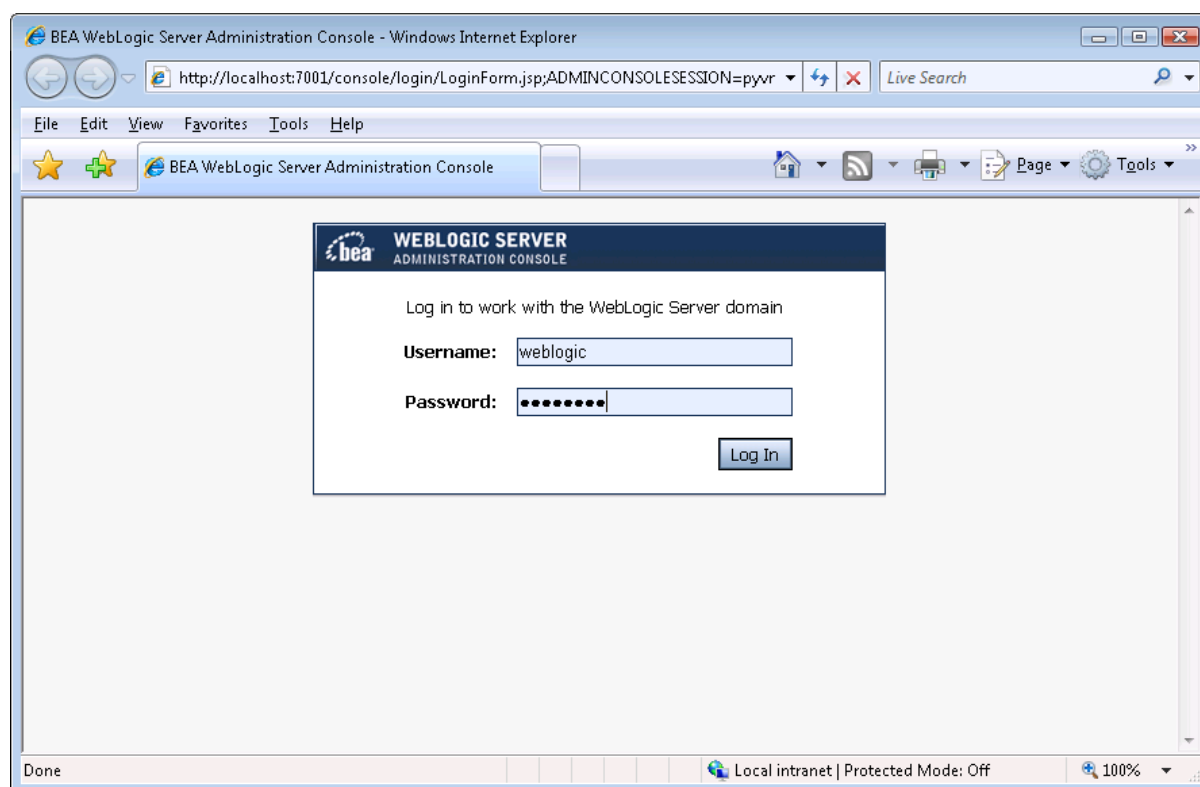 BEA WebLogic Server Administration Console - Windows Internet Explorer
http://localhost:7001/console/login/LoginForm.jsp;ADMINCONSOLESESSION=pyvr
Live Search
File Edit View Favorites Tools Help
BEA WebLogic Server Administration Console
Page Tools
bea WEBLOGIC SERVER
ADMINISTRATION CONSOLE
Log in to work with the WebLogic Server domain
Username: weblogic
Password: ●●●●●●●●
Log In
Done Local intranet | Protected Mode: Off 100%